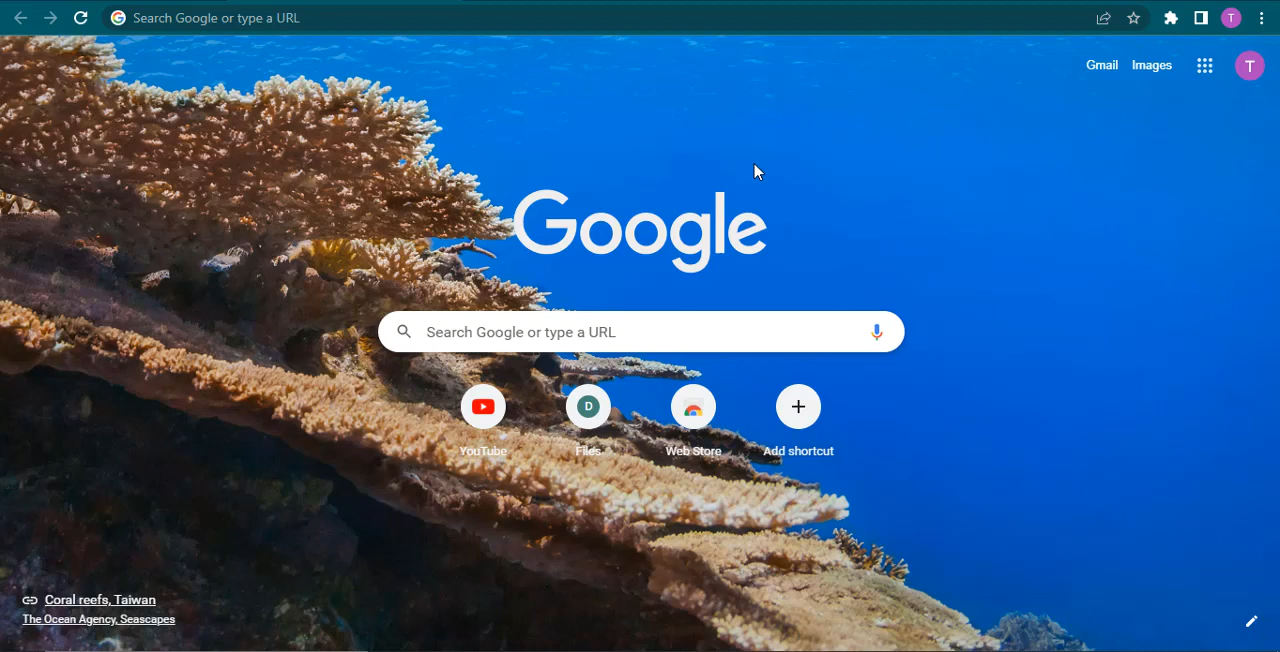 Search Google or type a URL
T
Gmail Images
T
Google
Search Google or type a URL
D
YouTube Files Web Store Add shortcut
Coral reefs, Taiwan
The Ocean Agency, Seascapes